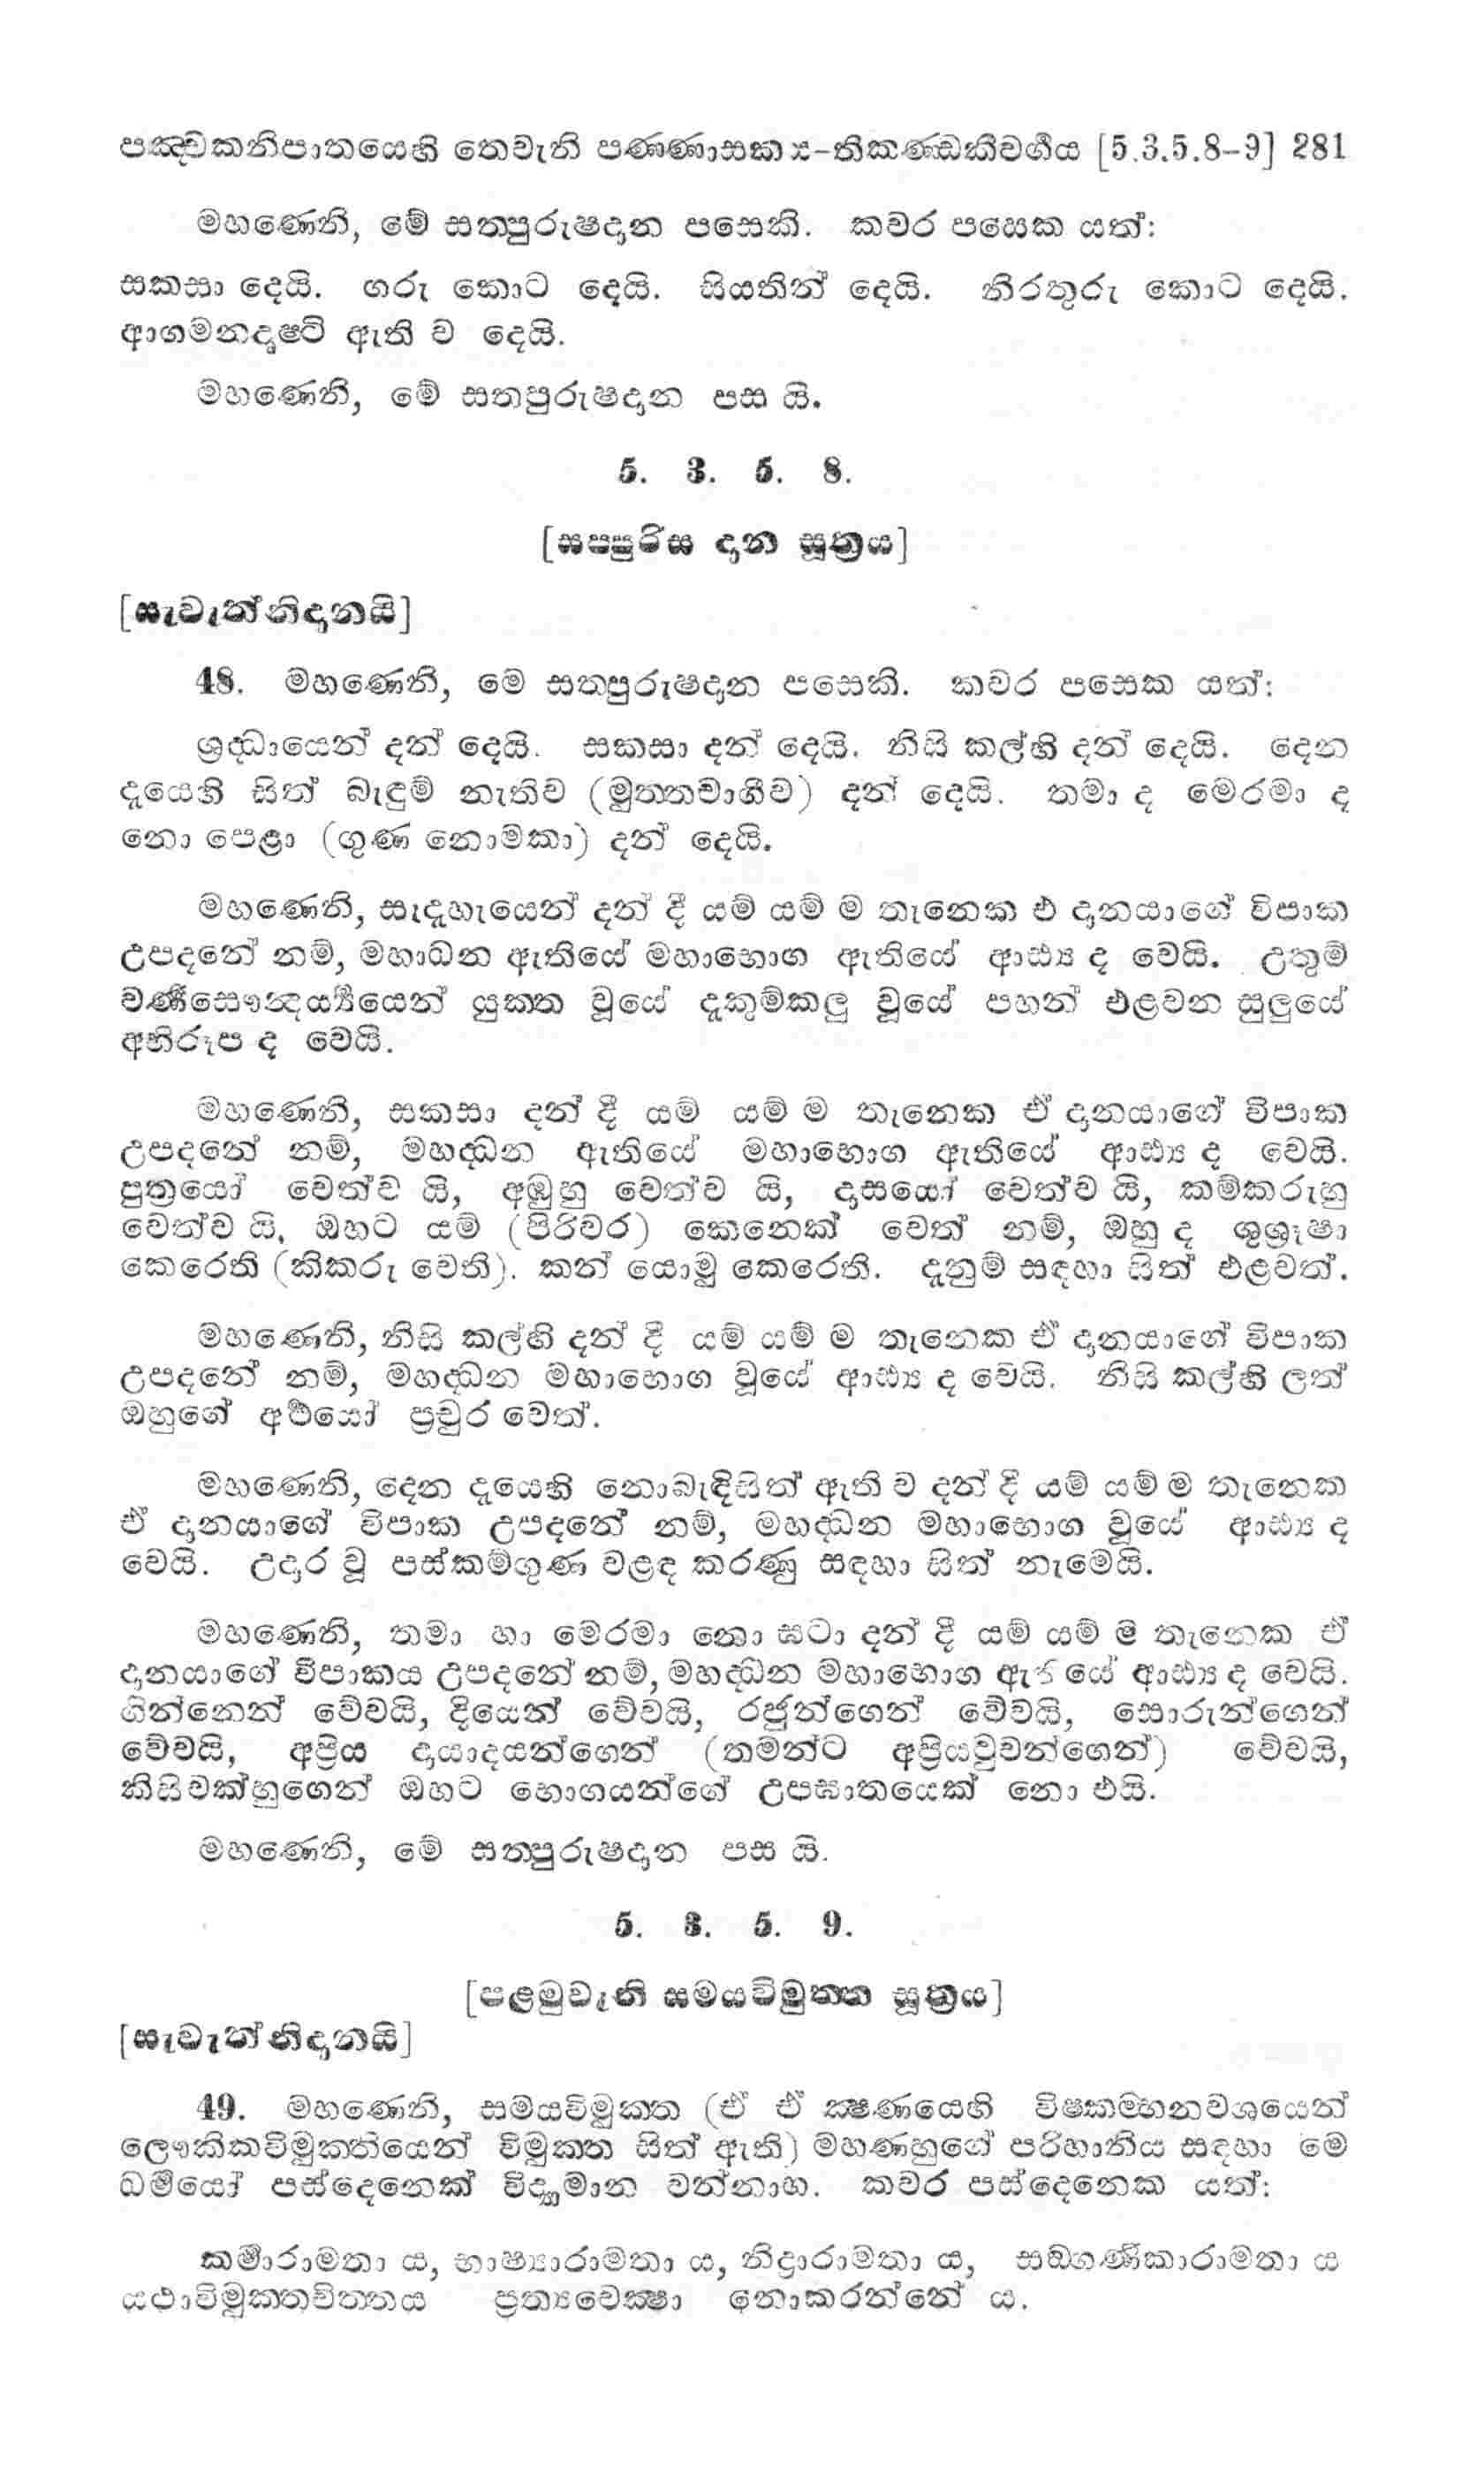 පඤ්චකනිපාතයෙහි තෙවැනි පණ්ණාසකය-තිකණ්ඩකීවර්ගය [5.3.5.8-9] 281
මහණෙනි, මේ සත්පුරුෂදාන පසෙකි. කවර පසෙක යත්:
සකසා දෙයි. ගරු කොට දෙයි. සියතින් දෙයි. නිරතුරු කොට දෙයි.
ආගමනදෘෂ්ටි ඇති ව දෙයි.
මහණෙනි, මේ සත්පුරුෂදාන පස යි.
5. 3. 5. 8.
[සප්පුරිස දාන සූත්‍රය]
[සැවැත්නිදානයි]
48. මහණෙනි, මෙ සත්පුරුෂදාන පසෙකි. කවර පසෙක යත්:
ශ්‍රද්ධායෙන් දන් දෙයි. සකසා දන් දෙයි. නිසි කල්හි දන් දෙයි. දෙන
දෑයෙහි සිත් බැඳුම් නැතිව (මුත්තචාගීව) දන් දෙයි. තමා ද මෙරමා ද
නො පෙළා (ගුණ නොමකා) දන් දෙයි.
මහණෙනි, සැදැහැයෙන් දන් දී යම් යම් ම තැනෙක එ දානයාගේ විපාක
උපදනේ නම්, මහාධන ඇතියේ මහාභොග ඇතියේ ආඪ්‍ය ද වෙයි. උතුම්
වර්ණසෞන්දර්‍ය්‍යයෙන් යුක්ත වූයේ දැකුම්කලු වූයේ පහන් එළවන සුලුයේ
අභිරූප ද වෙයි.
මහණෙනි, සකසා දන් දී යම් යම් ම තැනෙක ඒ දානයාගේ විපාක
උපදනේ නම්, මහද්ධන ඇතියේ මහාභොග ඇතියේ ආඪ්‍ය ද වෙයි.
පුත්‍රයෝ වෙත්ව යි, අඹුහු වෙත්ව යි, දාසයෝ වෙත්ව යි, කම්කරුහු
වෙත්ව යි, ඔහට යම් (පිරිවර) කෙනෙක් වෙත් නම්, ඔහු ද ශුශ්‍රෑෂා
කෙරෙති (කිකරු වෙති). කන් යොමු කෙරෙති. දැනුම් සඳහා සිත් එළවත්.
මහණෙනි, නිසි කල්හි දන් දී යම් යම් ම තැනෙක ඒ දානයාගේ විපාක
උපදනේ නම්, මහද්ධන මහාභොග වූයේ ආඪ්‍ය ද වෙයි. නිසි කල්හි ලත්
ඔහුගේ අර්ථයෝ ප්‍රචුර වෙත්.
මහණෙනි, දෙන දෑයෙහි නොබැඳිසිත් ඇති ව දන් දී යම් යම් ම තැනෙක
ඒ දානයාගේ විපාක උපදනේ නම්, මහද්ධන මහාභොග වූයේ ආඪ්‍ය ද
වෙයි. උදාර වූ පස්කම්ගුණ වළඳ කරණු සඳහා සිත් නැමෙයි.
මහණෙනි, තමා හා මෙරමා නො ඝටා දන් දී යම් යම් ම තැනෙක ඒ
දානයාගේ විපාකය උපදනේ නම්, මහද්ධන මහාභොග ඇතියේ ආඪ්‍ය ද වෙයි.
ගින්නෙන් වේවයි, දියෙන් වේවයි, රජුන්ගෙන් වේවයි, සොරුන්ගෙන්
වේවයි, අප්‍රිය දායාදයන්ගෙන් (තමන්ට අප්‍රියවුවන්ගෙන්) වේවයි,
කිසිවක්හුගෙන් ඔහට භොගයන්ගේ උපඝාතයෙක් නො එයි.
මහණෙනි, මේ සත්පුරුෂදාන පස යි.
5. 3. 5. 9.
[පළමුවැනි සමයවිමුත්ත සූත්‍රය]
[සැවැත්නිදානයි]
49. මහණෙනි, සමයවිමුක්ත (ඒ ඒ ක්ෂණයෙහි විෂ්කම්භනවශයෙන්
ලෞකිකවිමුක්තියෙන් විමුක්ත සිත් ඇති) මහණහුගේ පරිහානිය සඳහා මෙ
ධර්මයෝ පස්දෙනෙක් විද්‍යමාන වන්නාහ. කවර පස්දෙනෙක යත්:
කර්මාරාමතා ය, භාෂ්‍යාරාමතා ය, නිද්‍රාරාමතා ය, සඞ්ගණිකාරාමතා ය
යථාවිමුක්තචිත්තය ප්‍රත්‍යවෙක්ෂා නොකරන්නේ ය.